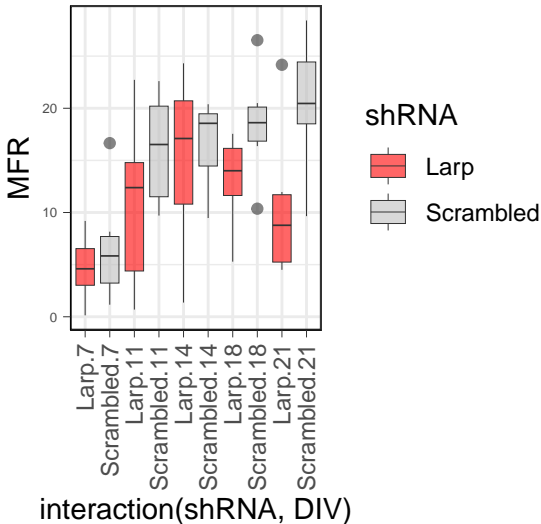 MFR
20
10
0
Larp.7
Scrambled.7
Larp.11
Scrambled.11
Larp.14
Scrambled.14
Larp.18
Scrambled.18
Larp.21
Scrambled.21
interaction(shRNA, DIV)
shRNA
Larp
Scrambled